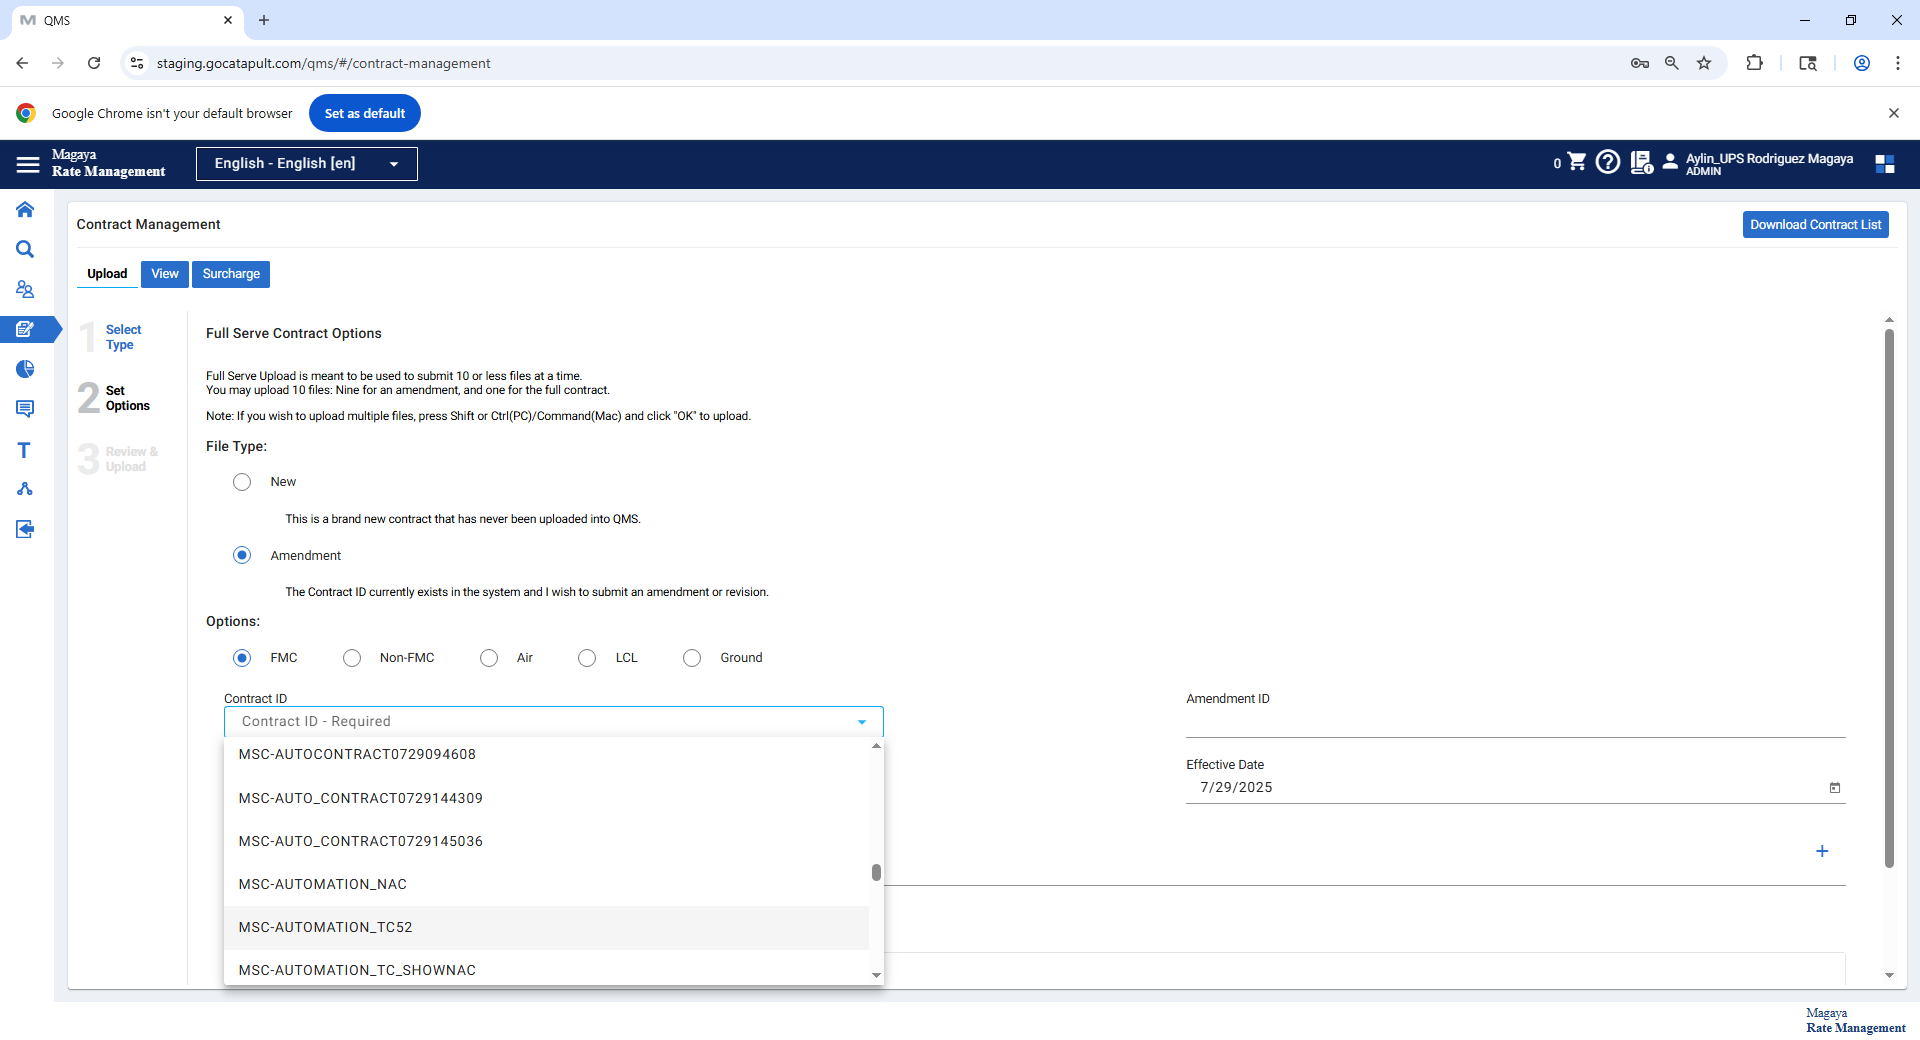 QMS
staging.gocatapult.com/qms/#/contract-management
Google Chrome isn't your default browser
Set as default
Magaya
Rate Management
English - English [en]
0
Aylin_UPS Rodriguez Magaya
ADMIN
Contract Management
Download Contract List
Upload
View
Surcharge
1
Select
Type
2
Set
Options
3
Review &
Upload
Full Serve Contract Options
Full Serve Upload is meant to be used to submit 10 or less files at a time.
You may upload 10 files: Nine for an amendment, and one for the full contract.
Note: If you wish to upload multiple files, press Shift or Ctrl(PC)/Command(Mac) and click "OK" to upload.
File Type:
New
This is a brand new contract that has never been uploaded into QMS.
Amendment
The Contract ID currently exists in the system and I wish to submit an amendment or revision.
Options:
FMC
Non-FMC
Air
LCL
Ground
Contract ID
Contract ID - Required
MSC-AUTOCONTRACT0729094608
MSC-AUTO_CONTRACT0729144309
MSC-AUTO_CONTRACT0729145036
MSC-AUTOMATION_NAC
MSC-AUTOMATION_TC52
MSC-AUTOMATION_TC_SHOWNAC
Amendment ID
Effective Date
7/29/2025
Magaya
Rate Management